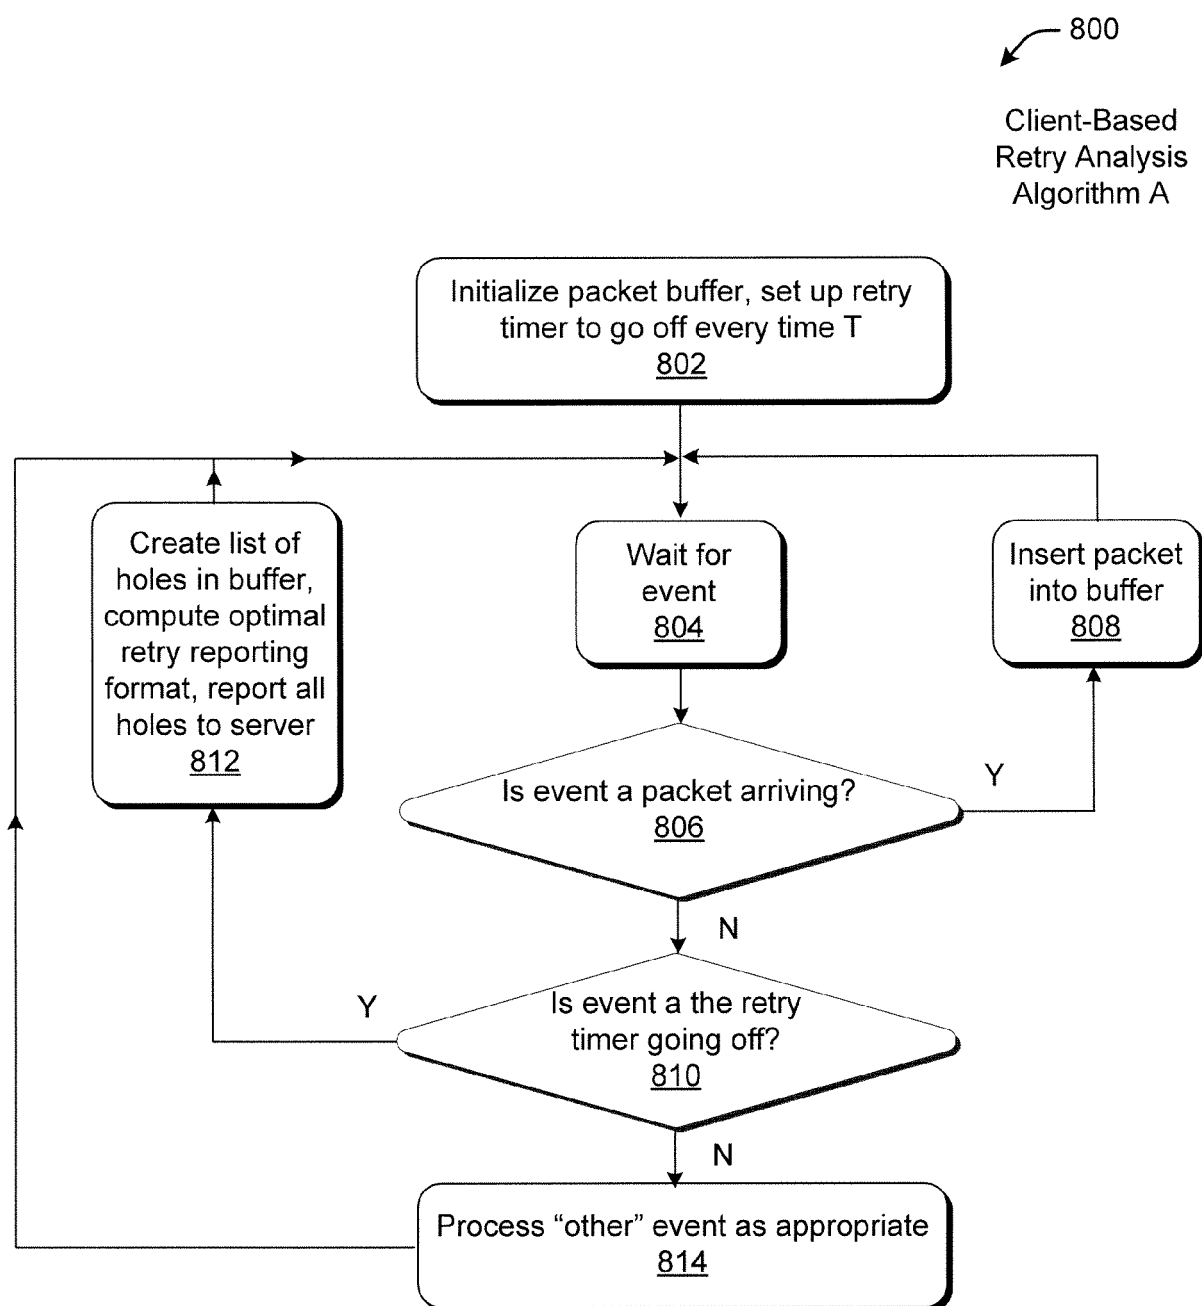 800
Client-Based
Retry Analysis
Algorithm A
Initialize packet buffer, set up retry
timer to go off every time T
802
Create list of
holes in buffer,
compute optimal
retry reporting
format, report all
holes to server
812
Wait for
event
804
Insert packet
into buffer
808
Is event a packet arriving?
806
Y
N
Is event a the retry
timer going off?
810
Y
N
Process “other” event as appropriate
814